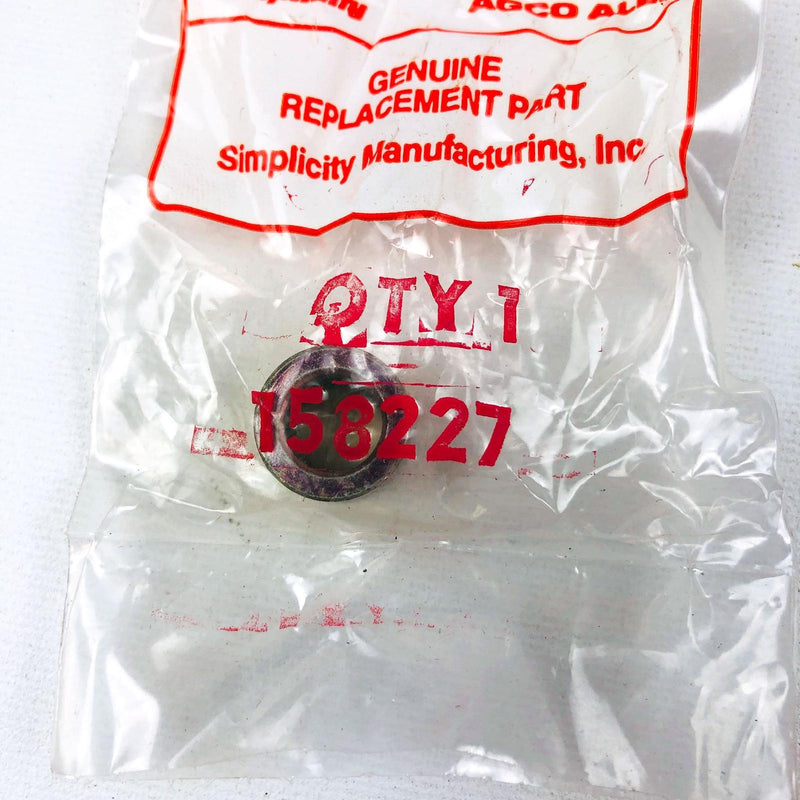 AGCO
GENUINE
REPLACEMENT PART
Simplicity Manufacturing, Inc
QTY 1
158227